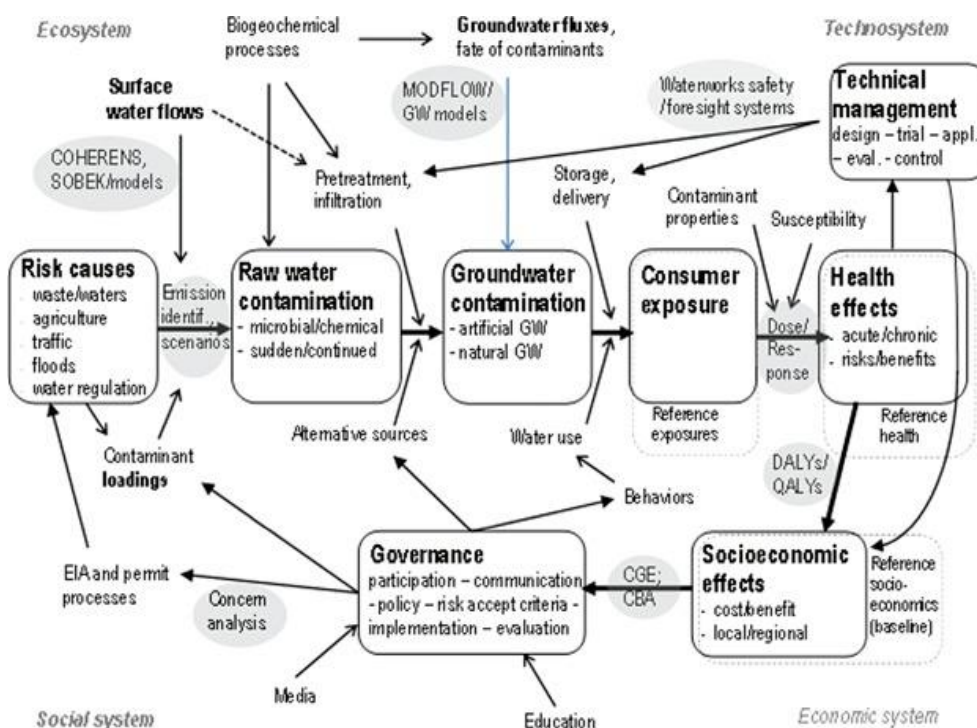 Ecosystem
Biogeochemical
processes
Groundwater fluxes,
fate of contaminants
Technosystem
Surface
water flows
MODFLOW/
GW models
Waterworks safety
/foresight systems
Technical
management
design – trial – appl.
– eval. - control
COHERENS,
SOBEK/models
Pretreatment,
infiltration
Storage,
delivery
Contaminant
properties
Susceptibility
Risk causes
waste/waters
agriculture
traffic
floods
water regulation
Emission
identif.,
scenarios
Raw water
contamination
- microbial/chemical
- sudden/continued
Groundwater
contamination
- artificial GW
- natural GW
Consumer
exposure
Reference
exposures
Dose/
Res-
ponse
Health
effects
- acute/chronic
- risks/benefits
Reference
health
Contaminant
loadings
Alternative sources
Water use
Behaviors
DALYs/
QALYs
EIA and permit
processes
Concern
analysis
Governance
participation – communication
- policy – risk accept criteria -
implementation – evaluation
CGE;
CBA
Socioeconomic
effects
- cost/benefit
- local/regional
Reference
socio-
economics
(baseline)
Media
Education
Social system
Economic system